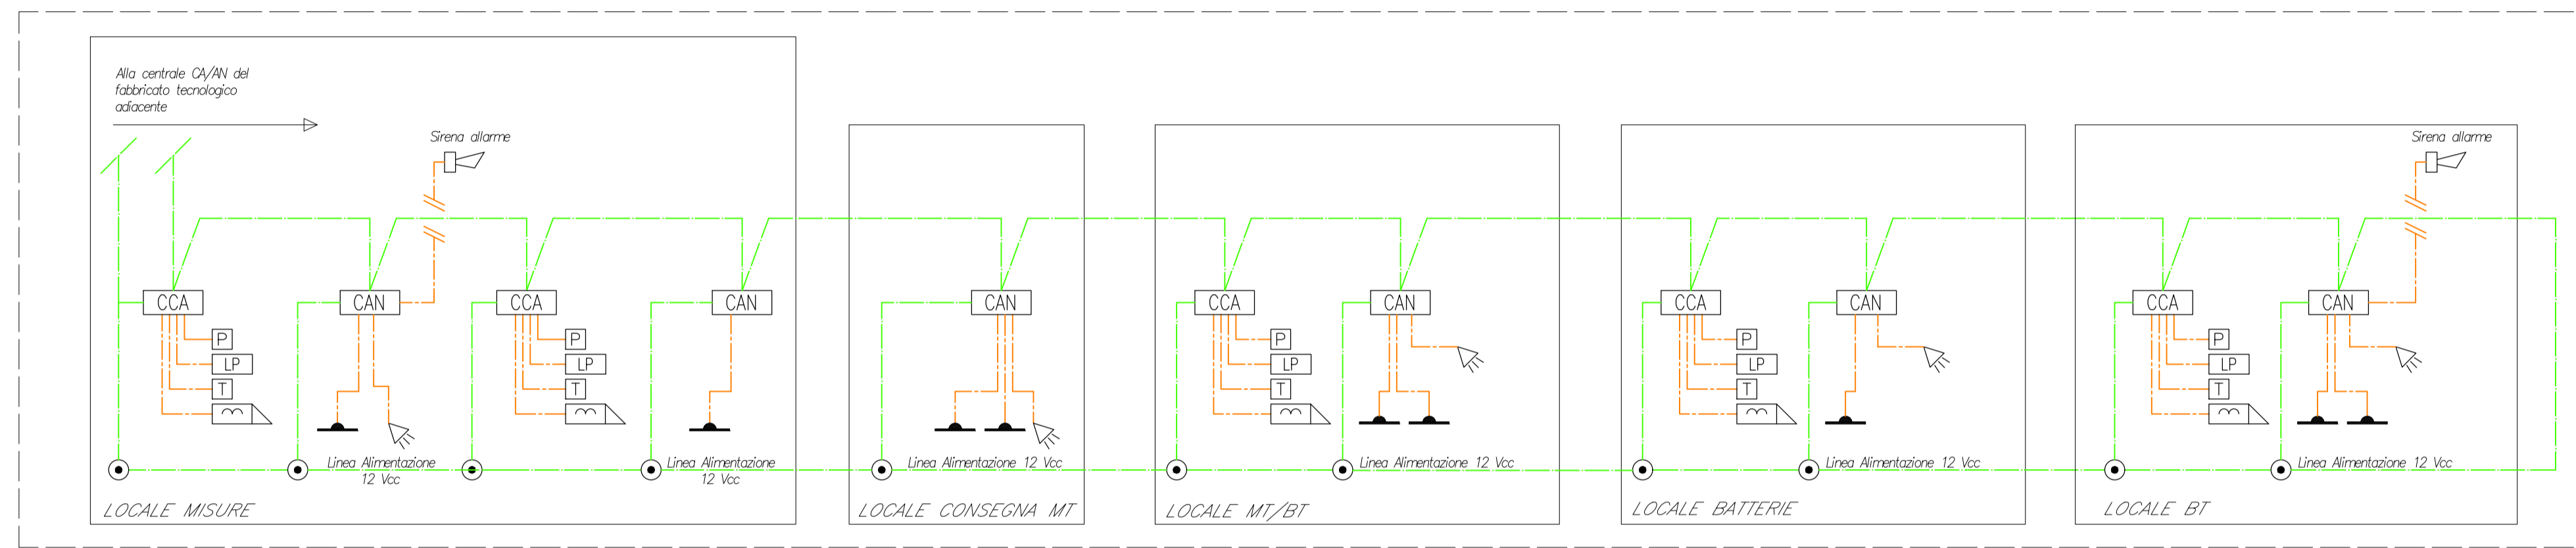 Alla centrale CA/AN del
fabbricato tecnologico
adiacente
Sirena allarme
CCA
P
LP
T
CAN
CCA
P
LP
T
CAN
Linea Alimentazione
12 Vcc
Linea Alimentazione
12 Vcc
LOCALE MISURE
CAN
Linea Alimentazione 12 Vcc
LOCALE CONSEGNA MT
CCA
P
LP
T
CAN
Linea Alimentazione 12 Vcc
LOCALE MT/BT
CCA
P
LP
T
CAN
Linea Alimentazione 12 Vcc
LOCALE BATTERIE
Sirena allarme
CCA
P
LP
T
CAN
Linea Alimentazione 12 Vcc
LOCALE BT